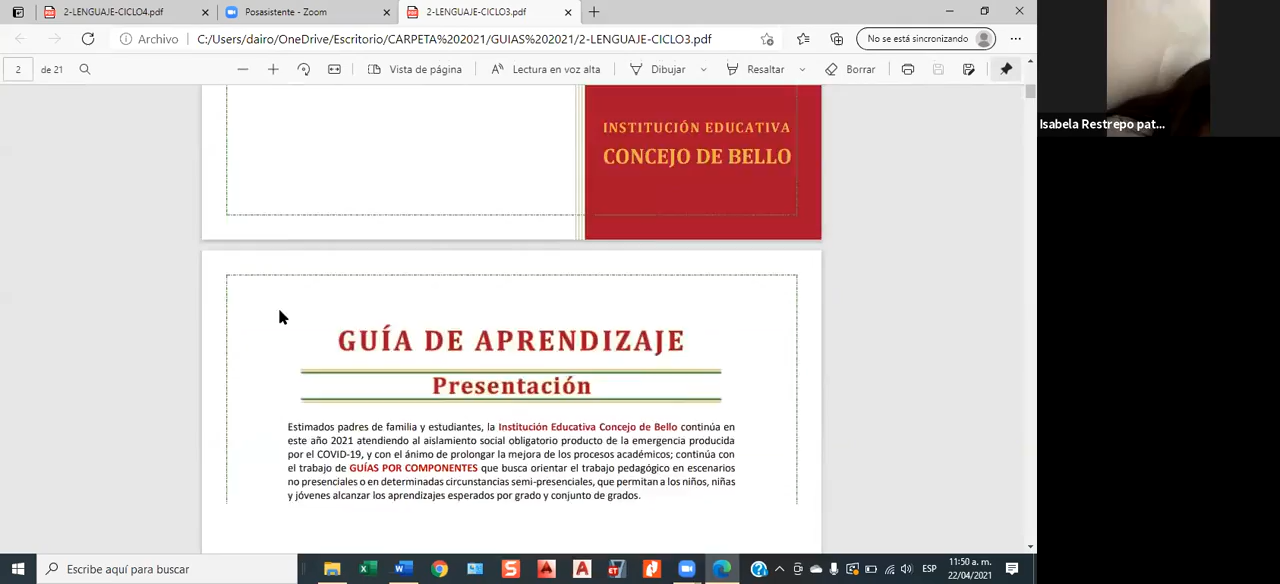 2-LENGUAJE-CICLO4.pdf
Posasistente - Zoom
2-LENGUAJE-CICLO3.pdf
Archivo
C:/Users/dairo/OneDrive/Escritorio/CARPETA%202021/GUIAS%202021/2-LENGUAJE-CICLO3.pdf
No se está sincronizando
2 de 21
Vista de página
Lectura en voz alta
Dibujar
Resaltar
Borrar
Isabela Restrepo pat...
INSTITUCIÓN EDUCATIVA
CONCEJO DE BELLO
GUÍA DE APRENDIZAJE
Presentación
Estimados padres de familia y estudiantes, la Institución Educativa Concejo de Bello continúa en
este año 2021 atendiendo al aislamiento social obligatorio producto de la emergencia producida
por el COVID-19, y con el ánimo de prolongar la mejora de los procesos académicos; continúa con
el trabajo de GUÍAS POR COMPONENTES que busca orientar el trabajo pedagógico en escenarios
no presenciales o en determinadas circunstancias semi-presenciales, que permitan a los niños, niñas
y jóvenes alcanzar los aprendizajes esperados por grado y conjunto de grados.
Escribe aquí para buscar
ESP
11:50 a. m.
22/04/2021